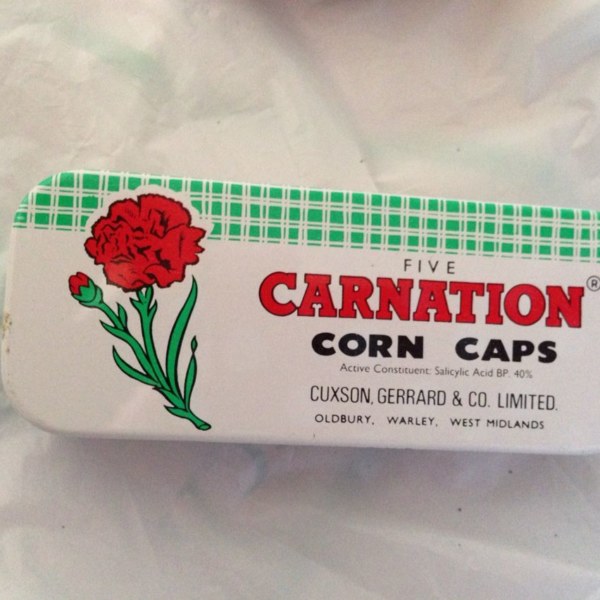 FIVE
CARNATION®
CORN CAPS
Active Constituent: Salicylic Acid BP. 40%
CUXSON, GERRARD & CO. LIMITED.
OLDBURY, WARLEY, WEST MIDLANDS